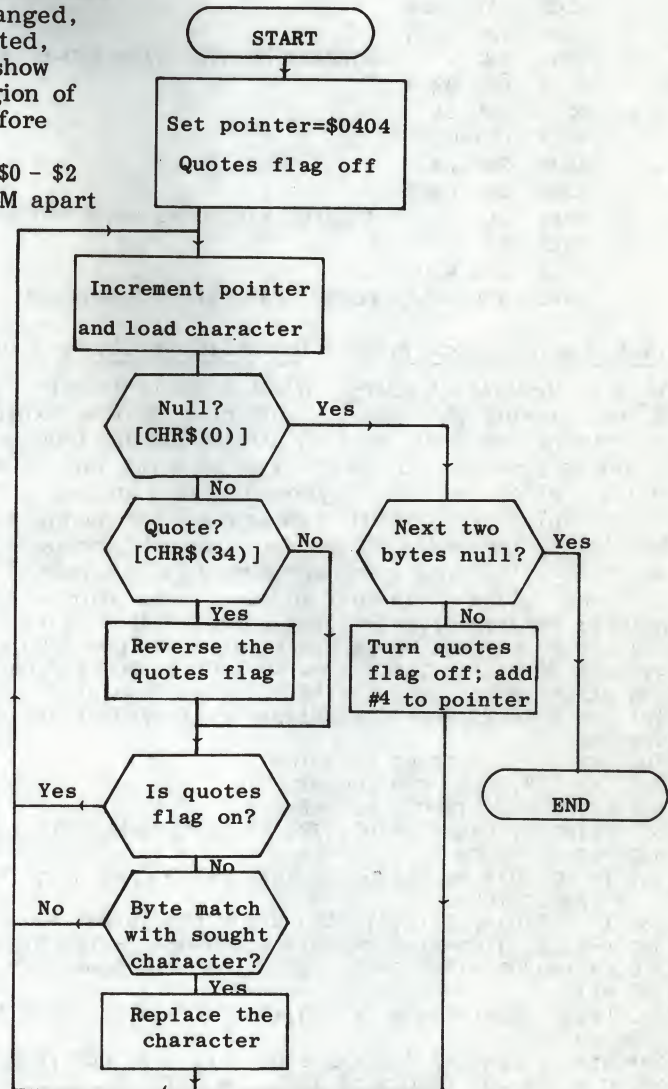 anged,
ted,
show
gion of
fore
$0 - $2
M apart
START
Set pointer=$0404
Quotes flag off
Increment pointer
and load character
Null?
[CHR$(0)]
Yes
No
Quote?
[CHR$(34)]
No
Next two
bytes null?
Yes
Yes
No
Reverse the
quotes flag
Turn quotes
flag off; add
#4 to pointer
Yes
Is quotes
flag on?
END
No
No
Byte match
with sought
character?
Yes
Replace the
character